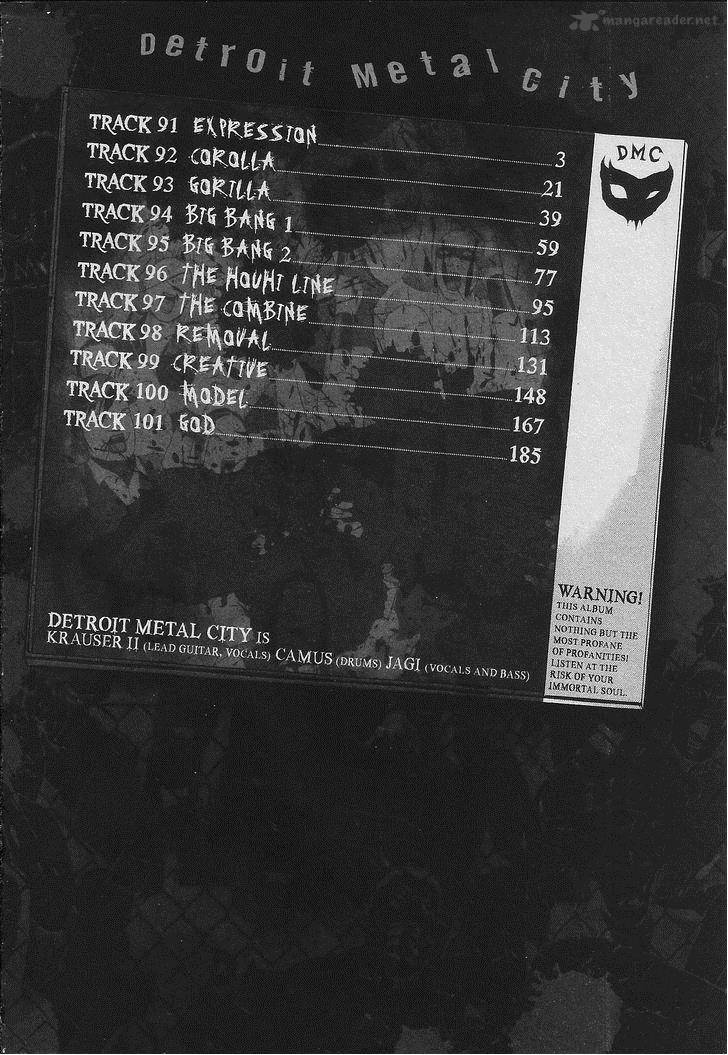 mangareader.net
Detroit Metal City
TRACK 91 EXPRESSION 3
TRACK 92 COROLLA 21
TRACK 93 GORILLA 39
TRACK 94 BIG BANG 1 59
TRACK 95 BIG BANG 2 77
TRACK 96 THE HOUHI LINE 95
TRACK 97 THE COMBINE 113
TRACK 98 REMOVAL 131
TRACK 99 CREATIVE 148
TRACK 100 MODEL 167
TRACK 101 GOD 185
DMC
WARNING!
THIS ALBUM
CONTAINS
NOTHING BUT THE
MOST PROFANE
OF PROFANITIES!
LISTEN AT THE
RISK OF YOUR
IMMORTAL SOUL.
DETROIT METAL CITY IS
KRAUSER II (LEAD GUITAR, VOCALS) CAMUS (DRUMS) JAGI (VOCALS AND BASS)